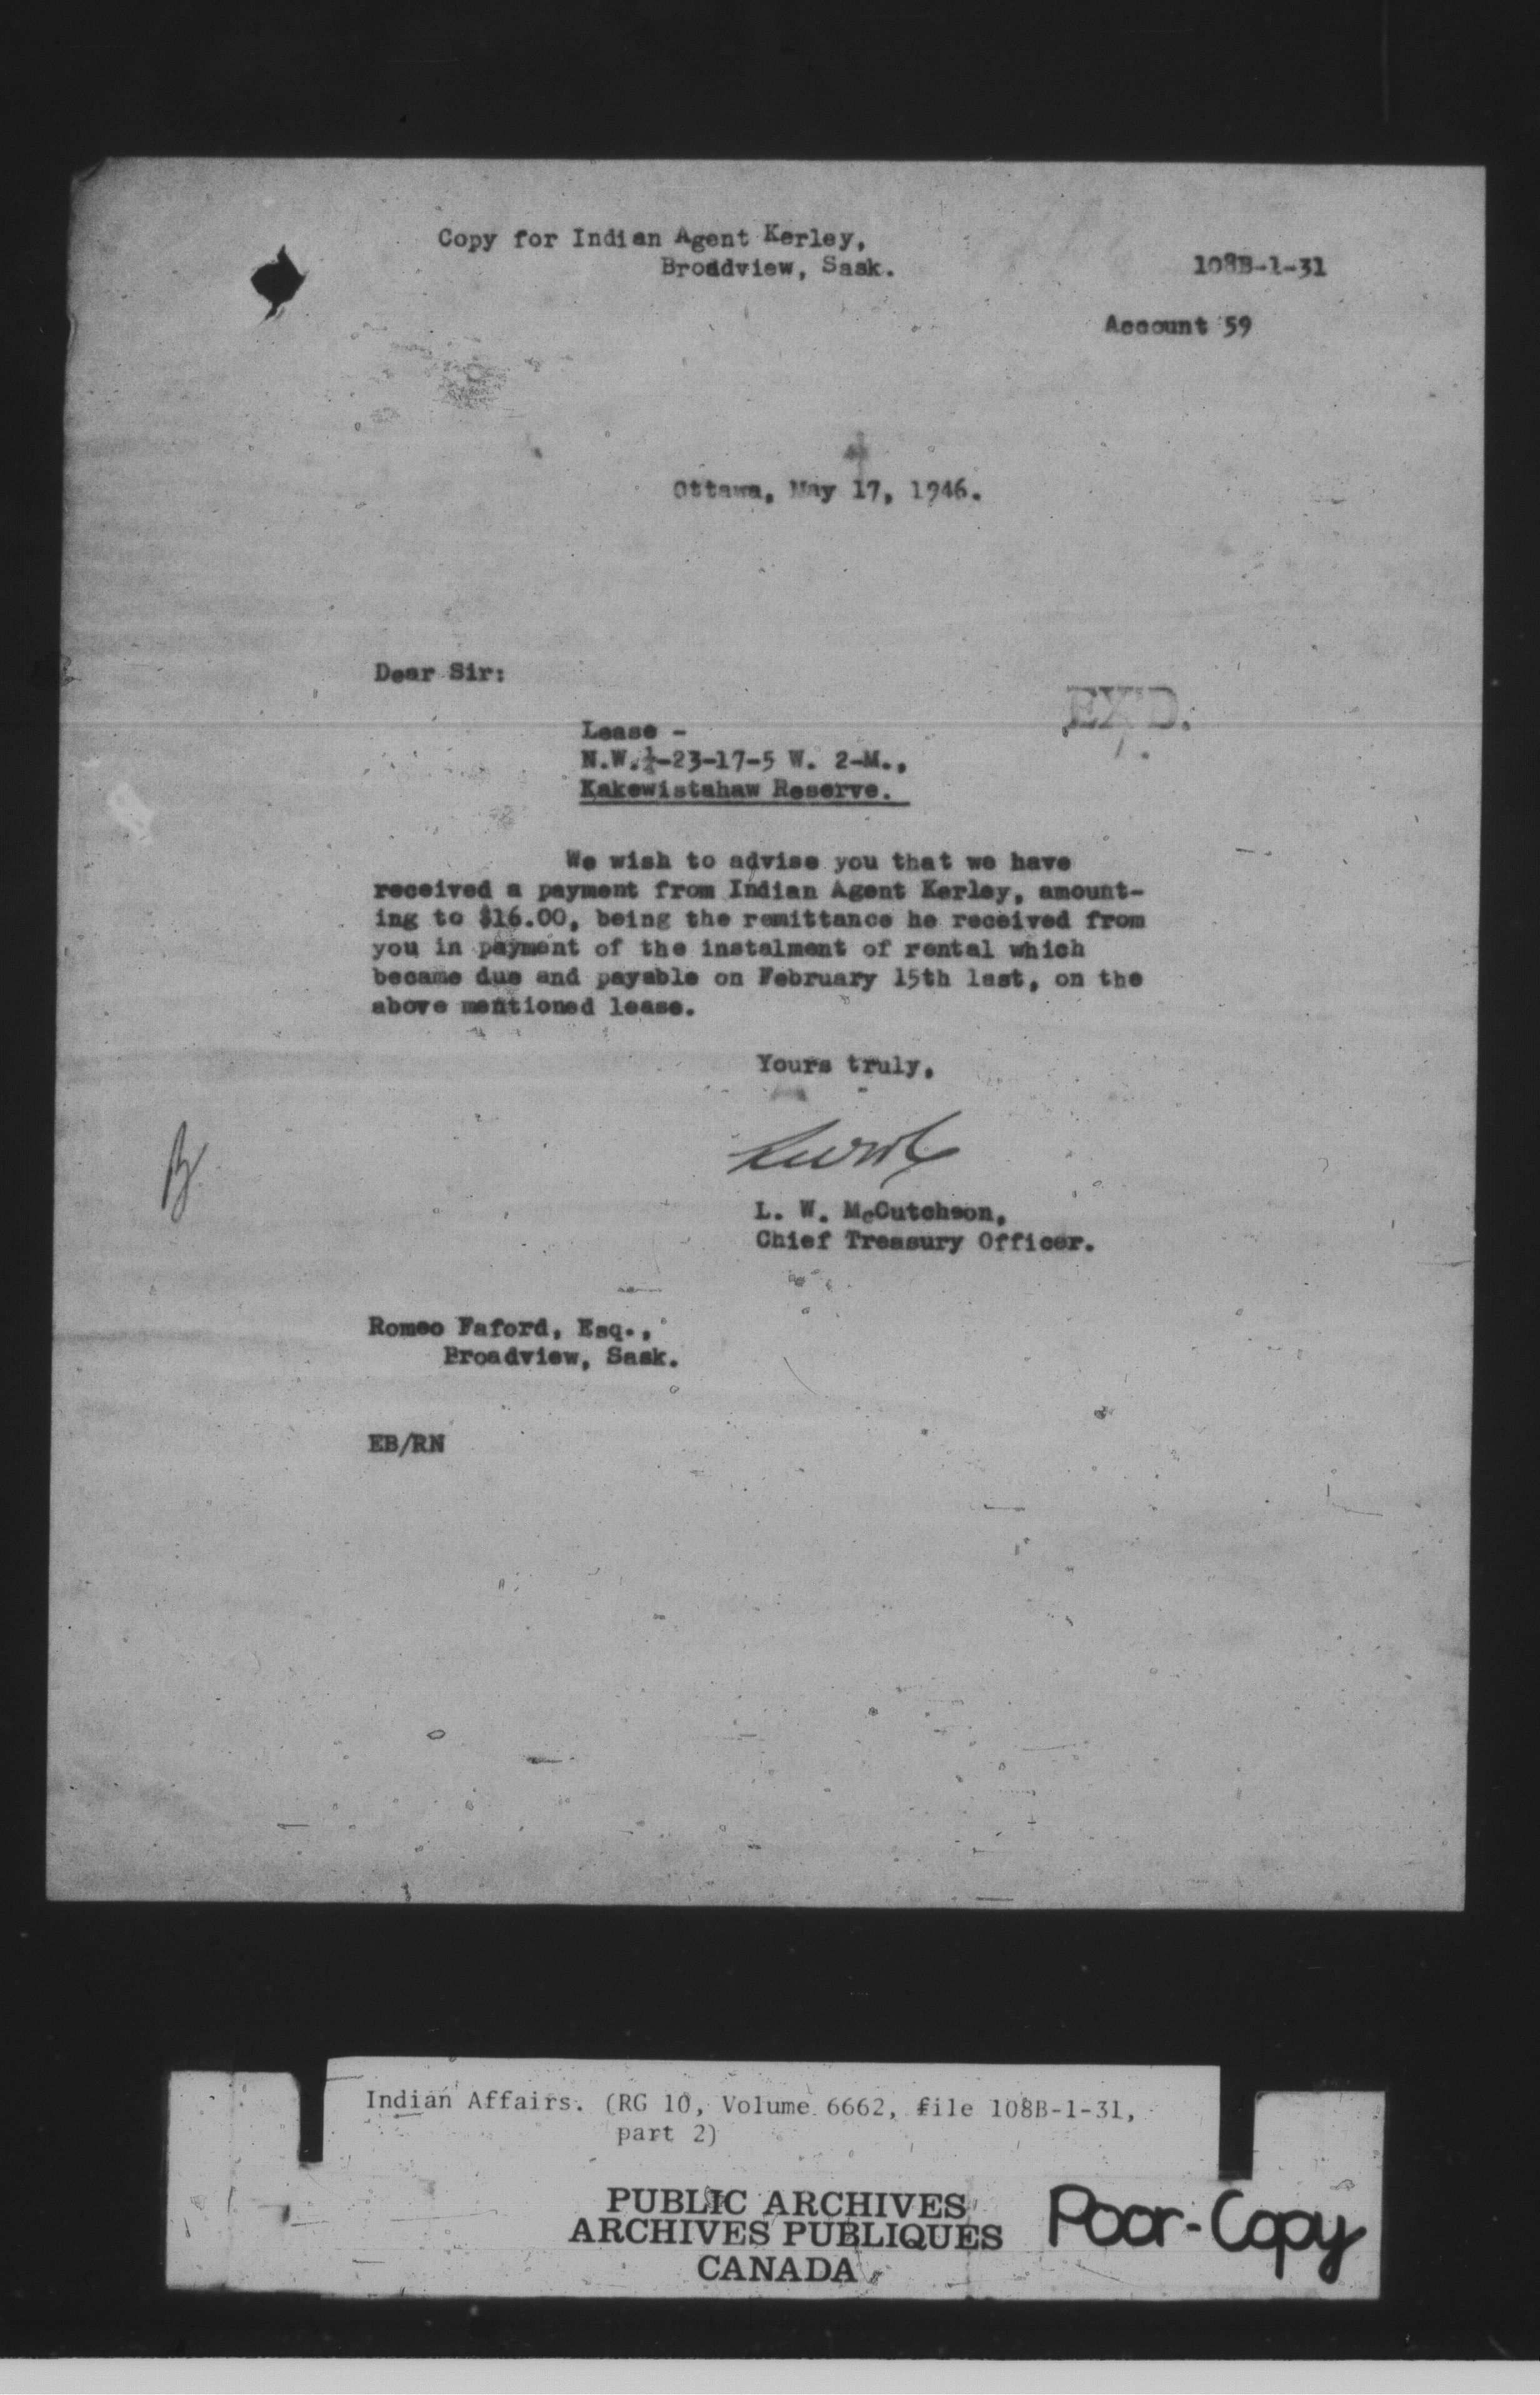 Copy for Indian Agent Kerley,
Broadview, Sask.
108B-1-31
Account 59
Ottawa, May 17, 1946.
Dear Sir:
EX'D.
Lease -
N.W.¼-23-17-5 W. 2-M.,
Kakewistahaw Reserve.
We wish to advise you that we have
received a payment from Indian Agent Kerley, amount-
ing to $16.00, being the remittance he received from
you in payment of the instalment of rental which
became due and payable on February 15th last, on the
above mentioned lease.
Yours truly,
L. W. McCutcheon,
Chief Treasury Officer.
Romeo Faford, Esq.,
Broadview, Sask.
EB/RN
Indian Affairs. (RG 10, Volume 6662, file 108B-1-31,
part 2)
PUBLIC ARCHIVES
ARCHIVES PUBLIQUES
CANADA
Poor-Copy